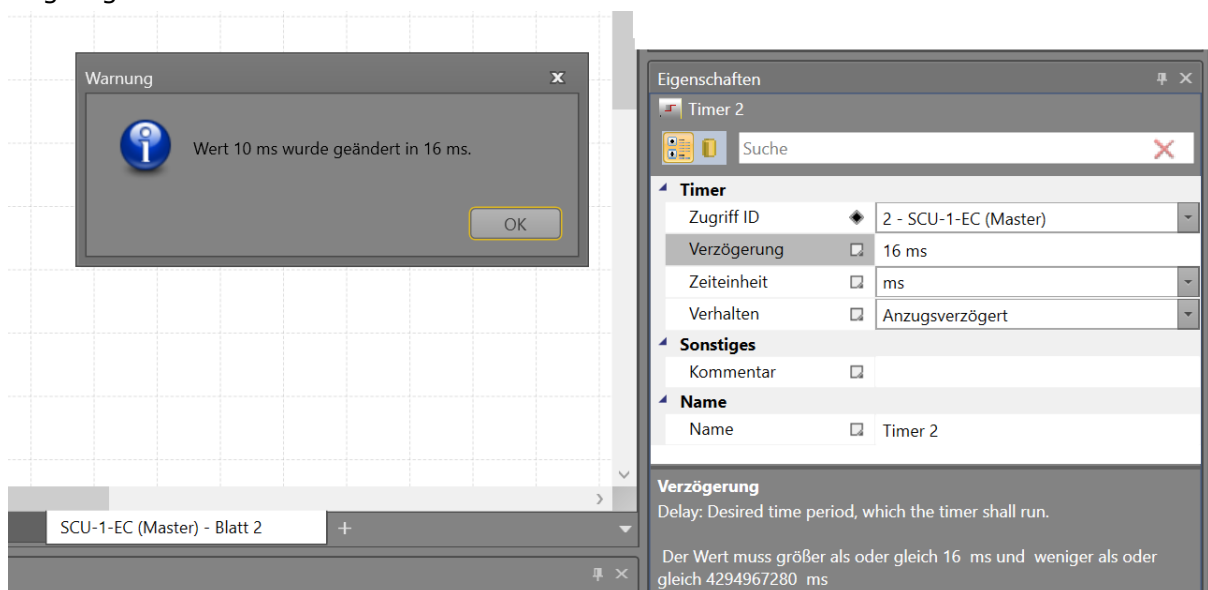 Warnung
Wert 10 ms wurde geändert in 16 ms.
OK
SCU-1-EC (Master) - Blatt 2
Eigenschaften
Timer 2
Suche
Timer
Zugriff ID 2 - SCU-1-EC (Master)
Verzögerung 16 ms
Zeiteinheit ms
Verhalten Anzugsverzögert
Sonstiges
Kommentar
Name
Name Timer 2
Verzögerung
Delay: Desired time period, which the timer shall run.
Der Wert muss größer als oder gleich 16 ms und weniger als oder
gleich 4294967280 ms